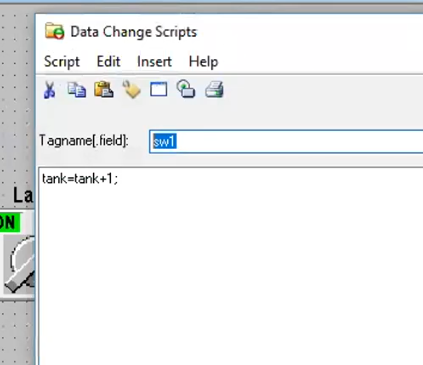 Data Change Scripts
Script Edit Insert Help
Tagname[.field]: sw1
tank=tank+1;
La
ON